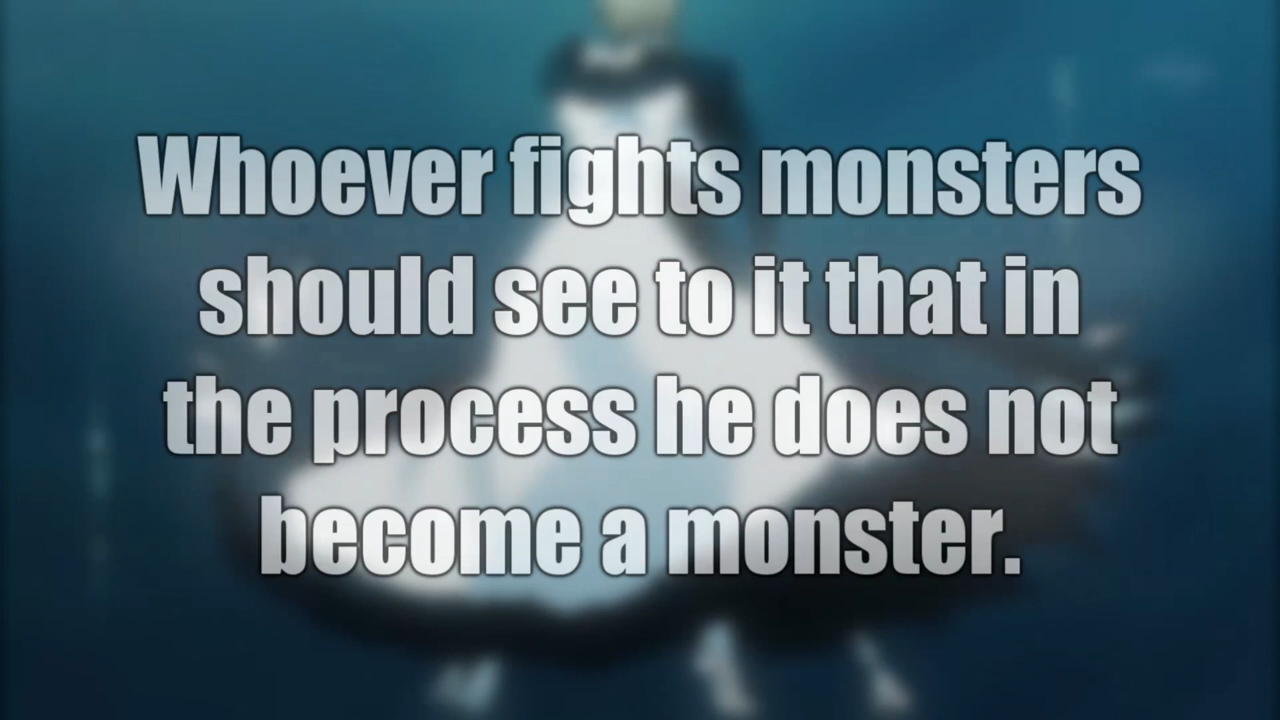 Whoever fights monsters
should see to it that in
the process he does not
become a monster.